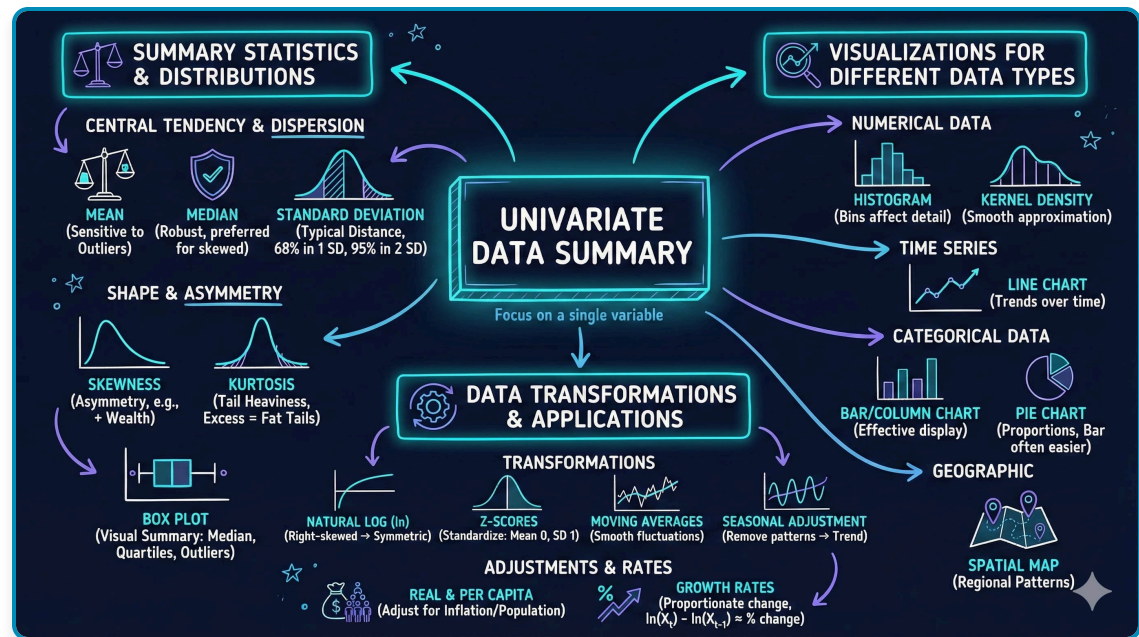 SUMMARY STATISTICS
& DISTRIBUTIONS
CENTRAL TENDENCY & DISPERSION
MEAN
(Sensitive to
Outliers)
MEDIAN
(Robust, preferred
for skewed)
STANDARD DEVIATION
(Typical Distance,
68% in 1 SD, 95% in 2 SD)
SHAPE & ASYMMETRY
SKEWNESS
(Asymmetry, e.g.,
+ Wealth)
KURTOSIS
(Tail Heaviness,
Excess = Fat Tails)
BOX PLOT
(Visual Summary: Median,
Quartiles, Outliers)
UNIVARIATE
DATA SUMMARY
Focus on a single variable
DATA TRANSFORMATIONS
& APPLICATIONS
TRANSFORMATIONS
NATURAL LOG (ln)
(Right-skewed → Symmetric)
Z-SCORES
(Standardize: Mean 0, SD 1)
MOVING AVERAGES
(Smooth fluctuations)
SEASONAL ADJUSTMENT
(Remove patterns → Trend)
ADJUSTMENTS & RATES
$
REAL & PER CAPITA
(Adjust for Inflation/Population)
%
GROWTH RATES
(Proportionate change,
ln(Xₜ) – ln(Xₜ₋₁) ≈ % change)
VISUALIZATIONS FOR
DIFFERENT DATA TYPES
NUMERICAL DATA
HISTOGRAM
(Bins affect detail)
KERNEL DENSITY
(Smooth approximation)
TIME SERIES
LINE CHART
(Trends over time)
CATEGORICAL DATA
BAR/COLUMN CHART
(Effective display)
PIE CHART
(Proportions, Bar
often easier)
GEOGRAPHIC
SPATIAL MAP
(Regional Patterns)